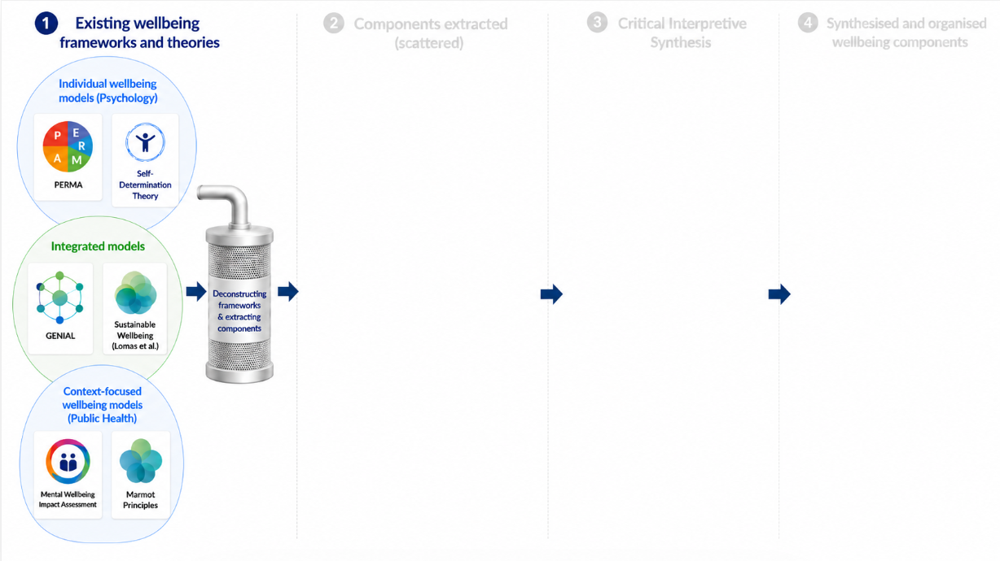 1 Existing wellbeing
frameworks and theories
2 Components extracted
(scattered)
3 Critical Interpretive
Synthesis
4 Synthesised and organised
wellbeing components
Individual wellbeing
models (Psychology)
P E
R
A M
PERMA
Self-
Determination
Theory
Integrated models
GENIAL
Sustainable
Wellbeing
(Lomas et al.)
Deconstructing
frameworks
& extracting
components
Context-focused
wellbeing models
(Public Health)
Mental Wellbeing
Impact Assessment
Marmot
Principles